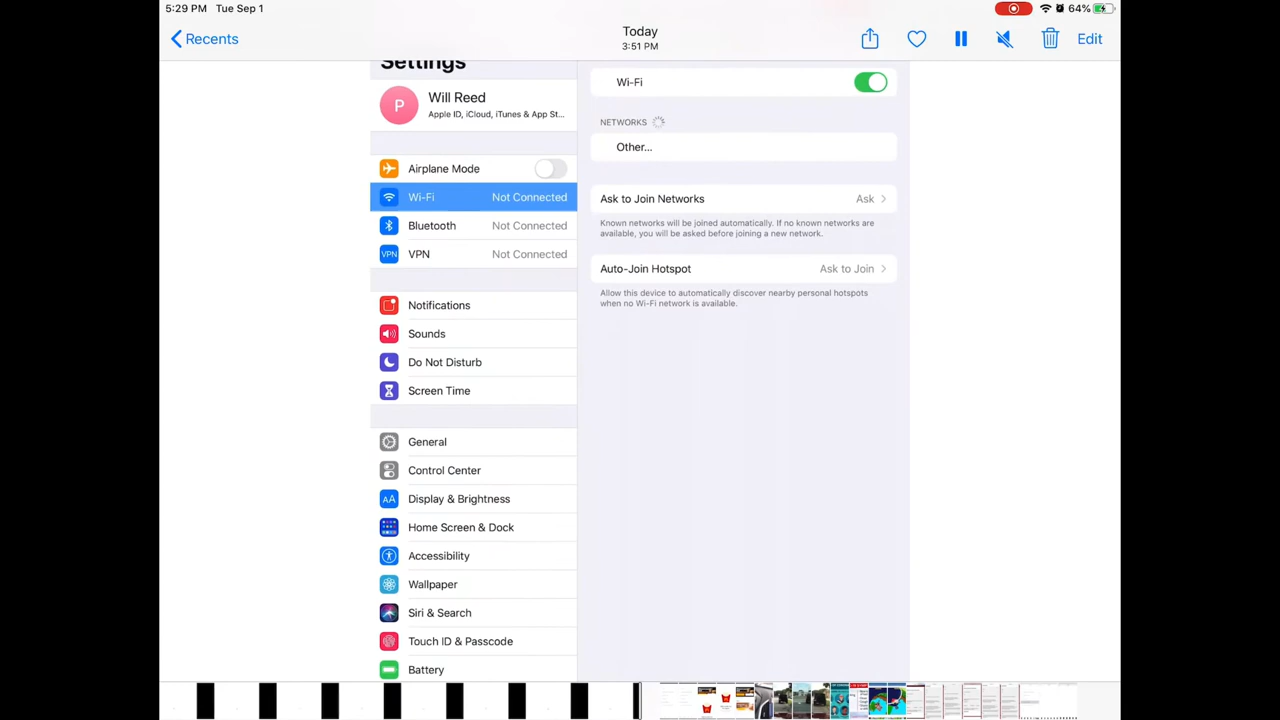 5:29 PM Tue Sep 1
64%
Recents
Today
3:51 PM
Edit
Settings
P
Will Reed
Apple ID, iCloud, iTunes & App St...
Airplane Mode
Wi-Fi Not Connected
Bluetooth Not Connected
VPN VPN Not Connected
Notifications
Sounds
Do Not Disturb
Screen Time
General
Control Center
AA Display & Brightness
Home Screen & Dock
Accessibility
Wallpaper
Siri & Search
Touch ID & Passcode
Battery
Wi-Fi
NETWORKS
Other...
Ask to Join Networks Ask
Known networks will be joined automatically. If no known networks are
available, you will be asked before joining a new network.
Auto-Join Hotspot Ask to Join
Allow this device to automatically discover nearby personal hotspots
when no Wi-Fi network is available.